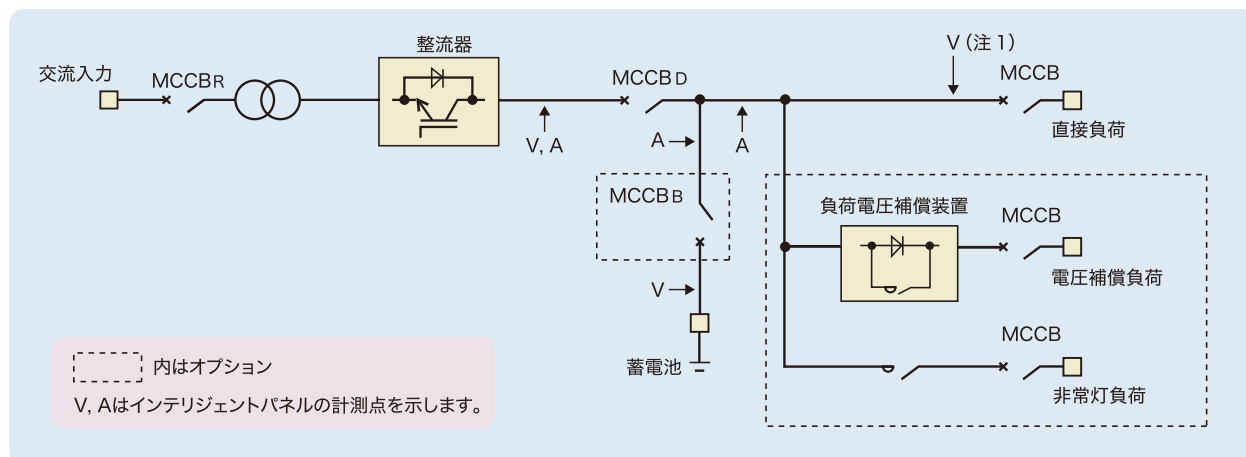 整流器
V（注1）
交流入力
MCCBR
MCCB D
MCCB
V, A
A
A
直接負荷
MCCB B
負荷電圧補償装置
MCCB
V
電圧補償負荷
MCCB
蓄電池
非常灯負荷
内はオプション
V, Aはインテリジェントパネルの計測点を示します。